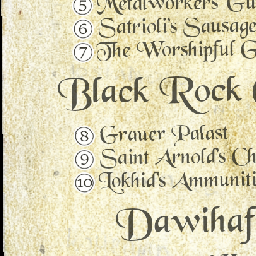 ⑤ Metalworkers' Gu
⑥ Satrioli's Sausage
⑦ The Worshipful G
Black Rock (
⑧ Grauer Palast
⑨ Saint Arnold's Ch
⑩ Lokhid's Ammuniti
Dawihaf